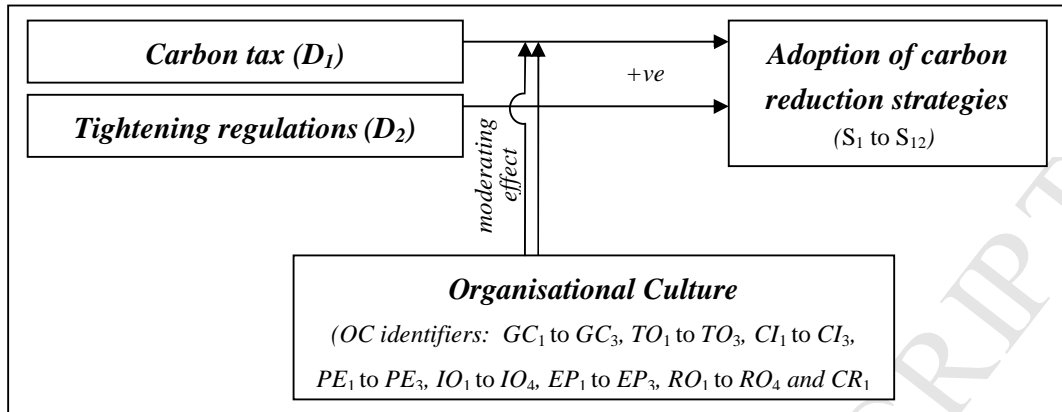 Carbon tax (D₁)
Tightening regulations (D₂)
+ve
Adoption of carbon
reduction strategies
(S₁ to S₁₂)
moderating
effect
Organisational Culture
(OC identifiers: GC₁ to GC₃, TO₁ to TO₃, CI₁ to CI₃,
PE₁ to PE₃, IO₁ to IO₄, EP₁ to EP₃, RO₁ to RO₄ and CR₁
RIPT